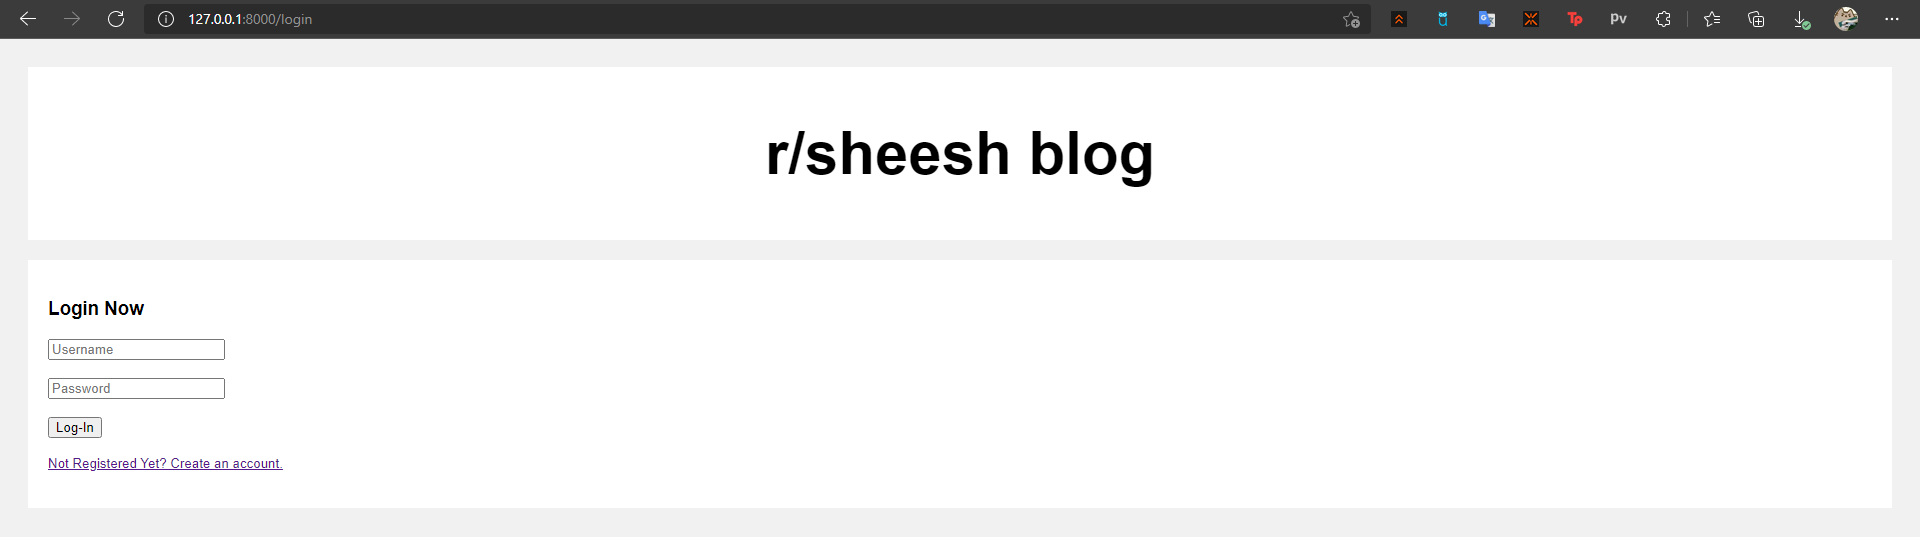 127.0.0.1:8000/login
Tp
Pv
r/sheesh blog
Login Now
Username
Password
Log-In
Not Registered Yet? Create an account.